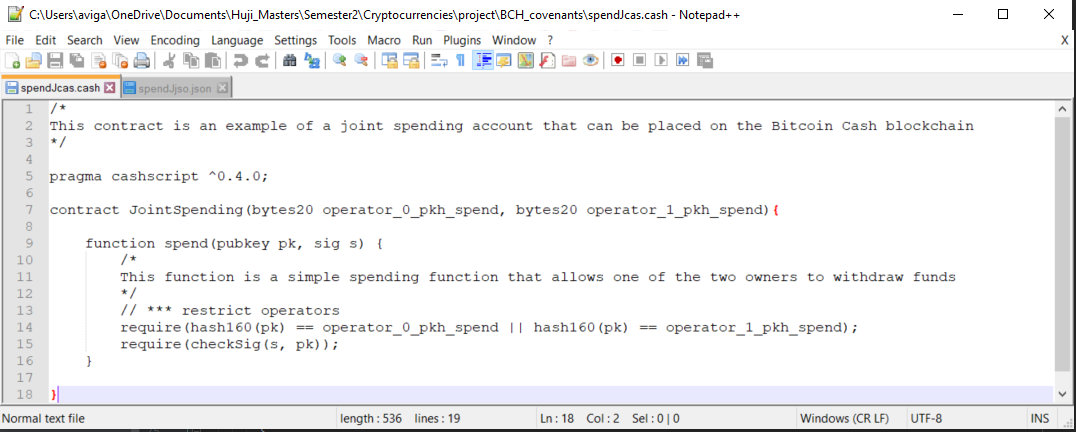 C:\Users\aviga\OneDrive\Documents\Huji_Masters\Semester2\Cryptocurrencies\project\BCH_covenants\spendJcas.cash - Notepad++
File Edit Search View Encoding Language Settings Tools Macro Run Plugins Window ? X
spendJcas.cash spendJjso.json
1 /*
2 This contract is an example of a joint spending account that can be placed on the Bitcoin Cash blockchain
3 */
4
5 pragma cashscript ^0.4.0;
6
7 contract JointSpending(bytes20 operator_0_pkh_spend, bytes20 operator_1_pkh_spend){
8
9     function spend(pubkey pk, sig s) {
10         /*
11         This function is a simple spending function that allows one of the two owners to withdraw funds
12         */
13         // *** restrict operators
14         require(hash160(pk) == operator_0_pkh_spend || hash160(pk) == operator_1_pkh_spend);
15         require(checkSig(s, pk));
16     }
17
18 }
Normal text file length : 536 lines : 19 Ln : 18 Col : 2 Sel : 0 | 0 Windows (CR LF) UTF-8 INS